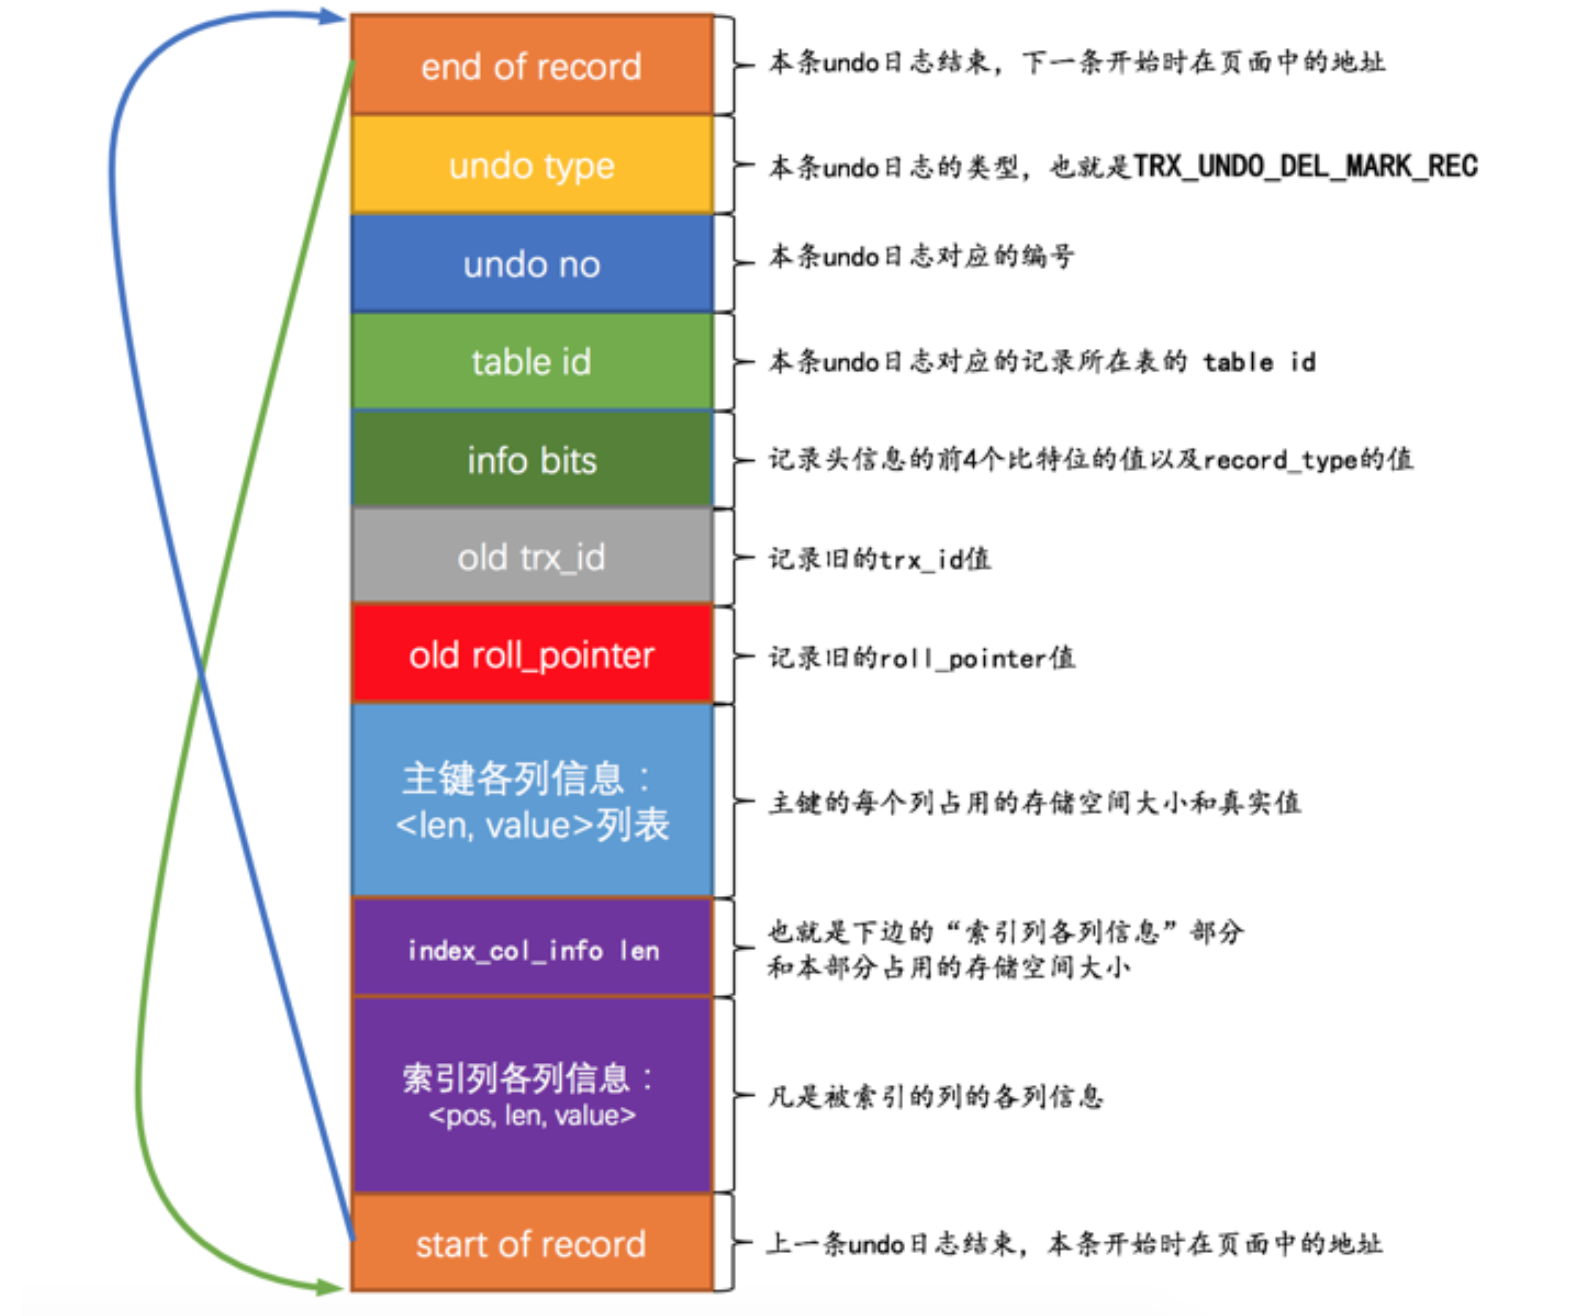 end of record
本条undo日志结束，下一条开始时在页面中的地址
undo type
本条undo日志的类型，也就是TRX_UNDO_DEL_MARK_REC
undo no
本条undo日志对应的编号
table id
本条undo日志对应的记录所在表的 table id
info bits
记录头信息的前4个比特位的值以及record_type的值
old trx_id
记录旧的trx_id值
old roll_pointer
记录旧的roll_pointer值
主键各列信息：
<len, value>列表
主键的每个列占用的存储空间大小和真实值
index_col_info len
也就是下边的“索引列各列信息”部分
和本部分占用的存储空间大小
索引列各列信息：
<pos, len, value>
凡是被索引的列的各列信息
start of record
上一条undo日志结束，本条开始时在页面中的地址